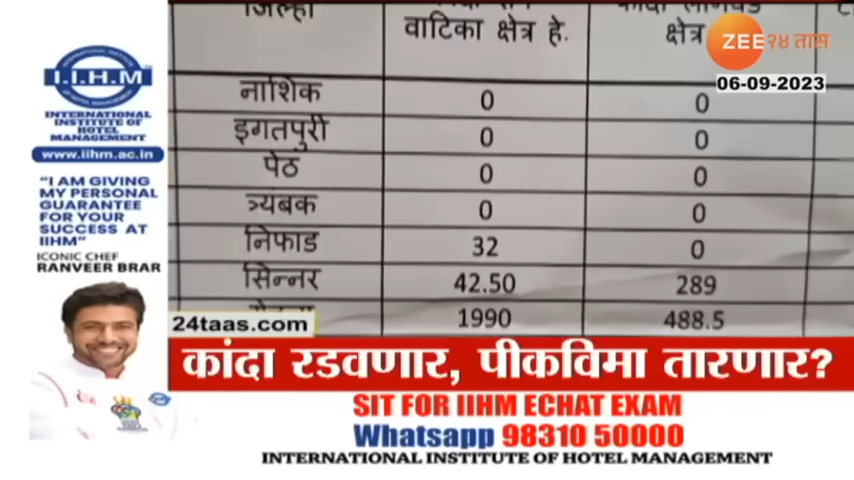 जिल्हा
वाटिका क्षेत्र हे.
क्षेत्र
ZEE २४ तास
06-09-2023
नाशिक 0 0
इगतपुरी 0 0
पेठ 0 0
त्र्यंबक 0 0
निफाड 32 0
सिन्नर 42.50 289
1990 488.5
24taas.com
कांदा रडवणार, पीकविमा तारणार?
I.I.H.M
INTERNATIONAL
INSTITUTE OF
HOTEL
MANAGEMENT
www.iihm.ac.in
“I AM GIVING
MY PERSONAL
GUARANTEE
FOR YOUR
SUCCESS AT
IIHM”
ICONIC CHEF
RANVEER BRAR
SIT FOR IIHM ECHAT EXAM
Whatsapp 98310 50000
INTERNATIONAL INSTITUTE OF HOTEL MANAGEMENT